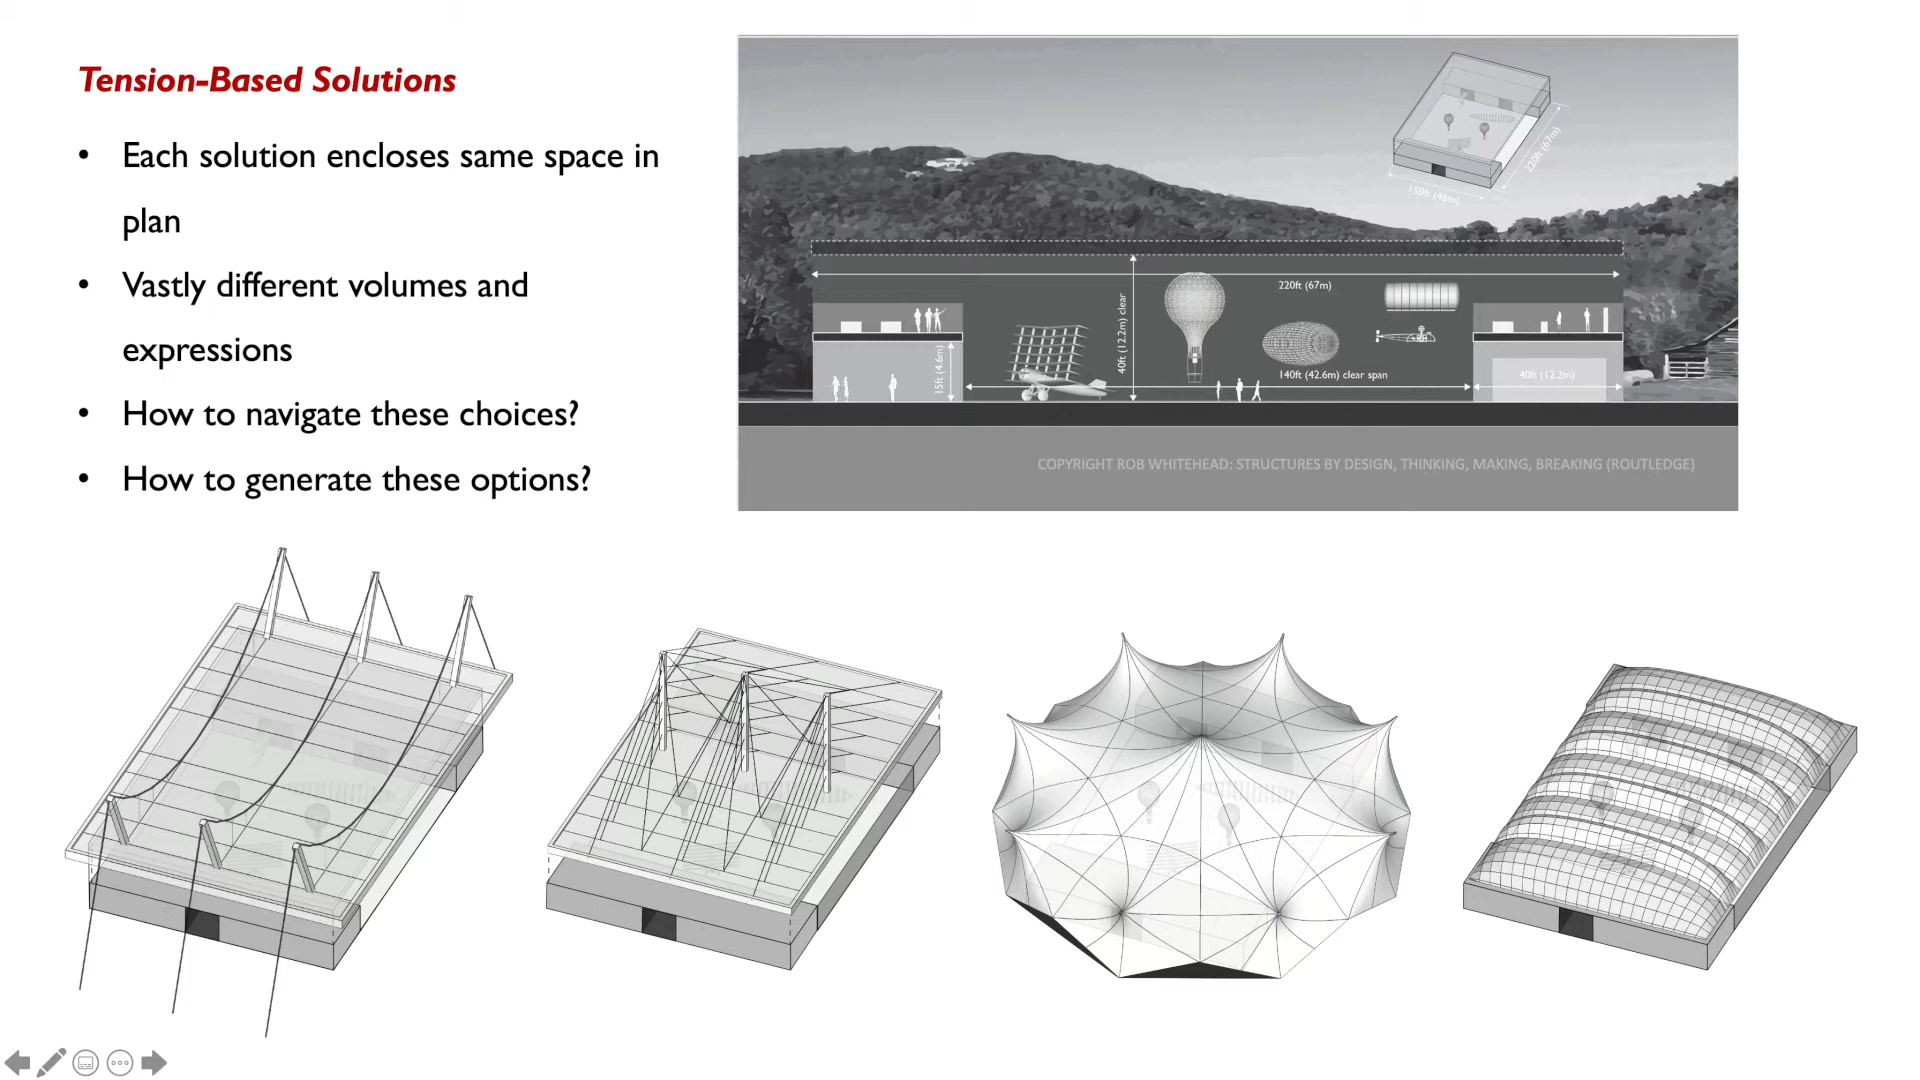 Tension-Based Solutions
• Each solution encloses same space in
plan
• Vastly different volumes and
expressions
• How to navigate these choices?
• How to generate these options?
220ft (67m)
150ft (46m)
220ft (67m)
40ft (12.2m) clear
15ft (4.6m)
140ft (42.6m) clear span
40ft (12.2m)
COPYRIGHT ROB WHITEHEAD: STRUCTURES BY DESIGN, THINKING, MAKING, BREAKING (ROUTLEDGE)